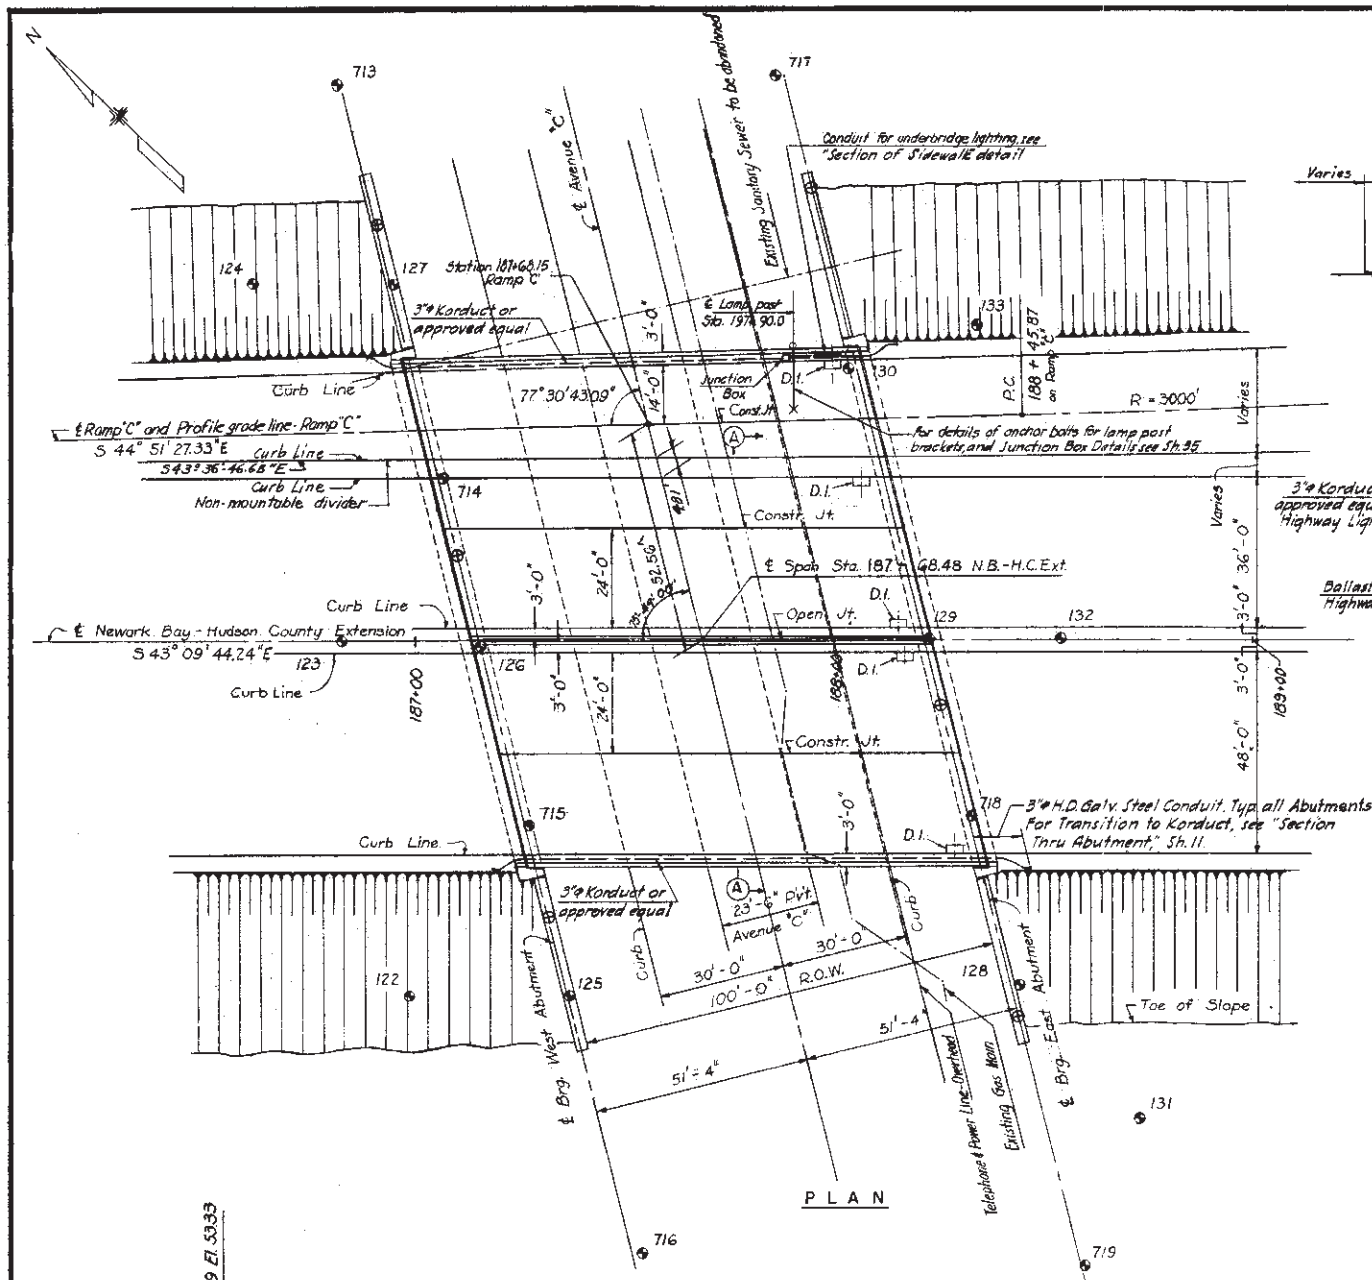 N
713
717
Existing Sanitary Sewer to be abandoned
₵ Avenue "C"
Conduit for underbridge lighting, see
"Section of Sidewalk" detail
Varies
124
127
Station 187+68.15
Ramp "C"
3"φ Korduct or
approved equal
3'-0"
₵ Lamp post
Sta. 197+90.0
133
P.C.
188 + 45.87
on Ramp "C"
Curb Line
77° 30' 43.09"
14'-0"
Junction
Box
D.I.
130
Const. Jt.
R = 3000'
Varies
₵ Ramp "C" and Profile grade line - Ramp "C"
S 44° 51' 27.33" E
A
For details of anchor bolts for lamp post
brackets, and Junction Box Details see Sh. 35
Curb Line
S 43° 36' 46.68" E
Curb Line
Non-mountable divider
714
4.81'
D.I.
Varies
3"φ Korduc
approved equ
Highway Lig
Constr. Jt.
36'-0"
24'-0"
3'-0"
₵ Span Sta. 187 + 68.48 N.B.-H.C. Ext.
Ballas
Highwa
Curb Line
D.I.
Open Jt.
129
132
3'-0"
₵ Newark Bay - Hudson County Extension
S 43° 09' 44.24" E
123
126
D.I.
Curb Line
187+00
3'-0"
24'-0"
188+00
3'-0"
189+00
48'-0"
Constr. Jt.
715
718
3"φ H.D. Galv. Steel Conduit. Typ. all Abutments
For Transition to Korduct, see "Section
Thru Abutment," Sh. 11.
3'-0"
Curb Line
D.I.
3"φ Korduct or
approved equal
A
23'-6" Pvt.
Avenue "C"
Curb
Curb
30'-0"
30'-0"
100'-0" R.O.W.
122
125
128
₵ Brg. West Abutment
₵ Brg. East Abutment
Toe of Slope
51'-4"
51'-4"
Telephone & Power Line-Overhead
Existing Gas Main
131
PLAN
716
719
9 El. 53.33